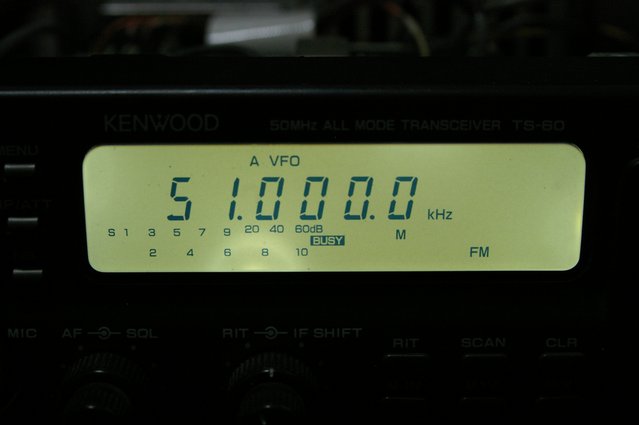 KENWOOD 50MHz ALL MODE TRANSCEIVER TS-60
MENU
A VFO
51.000.0 kHz
S 1 3 5 7 9 20 40 60dB
BUSY M
2 4 6 8 10 FM
MIC AF SQL RIT IF SHIFT RIT SCAN CLR